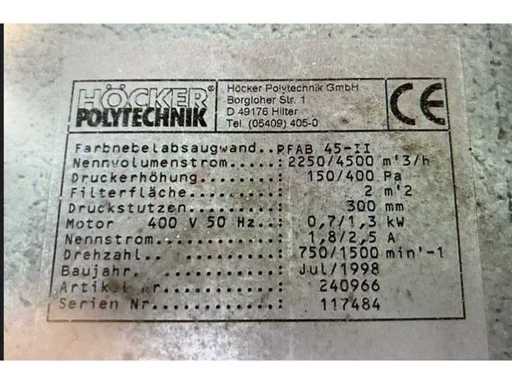 HÖCKER®
POLYTECHNIK
Höcker Polytechnik GmbH
Borgloher Str. 1
D 49176 Hilter
Tel. (05409) 405-0
CE
Farbnebelabsaugwand..PFAB 45-II
Nennvolumenstrom.....:2250/4500 m'3/h
Druckerhöhung........: 150/400 Pa
Filterfläche.........: 2 m'2
Druckstutzen.........: 300 mm
Motor 400 V 50 Hz..: 0,7/1,3 kW
Nennstrom............: 1,8/2,5 A
Drehzahl.............: 750/1500 min'-1
Baujahr..............: Jul/1998
Artikel nr...........: 240966
Serien Nr............: 117484